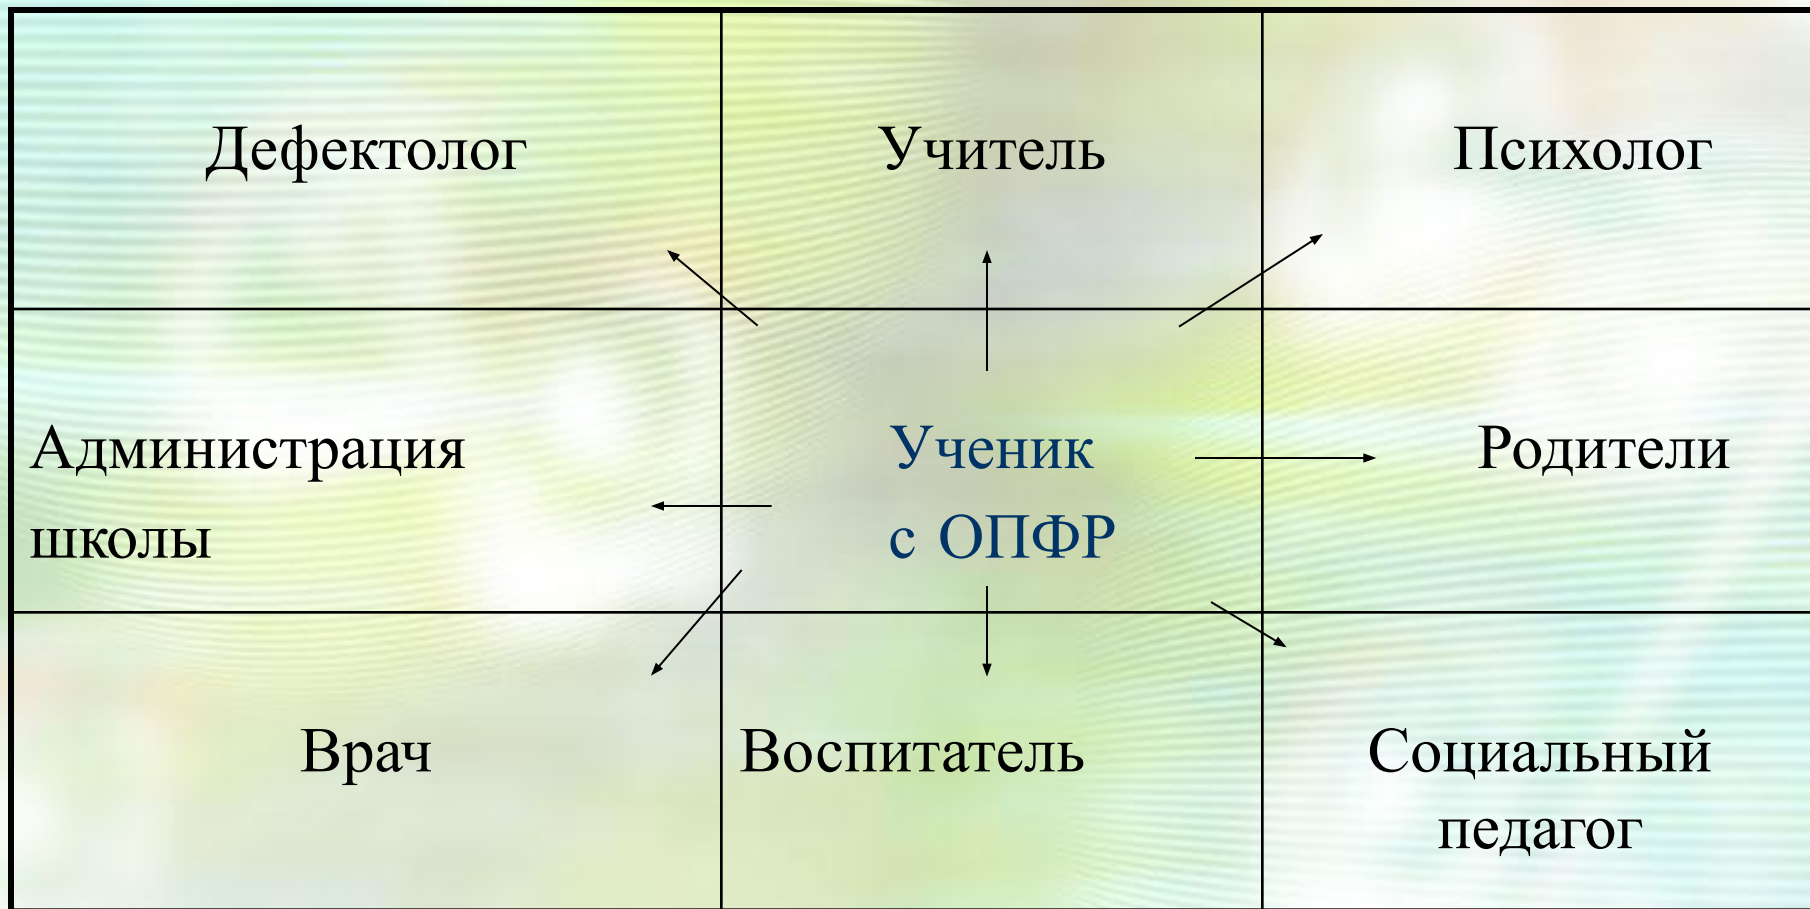 Дефектолог
Учитель
Психолог
Администрация
школы
Ученик
с ОПФР
Родители
Врач
Воспитатель
Социальный
педагог